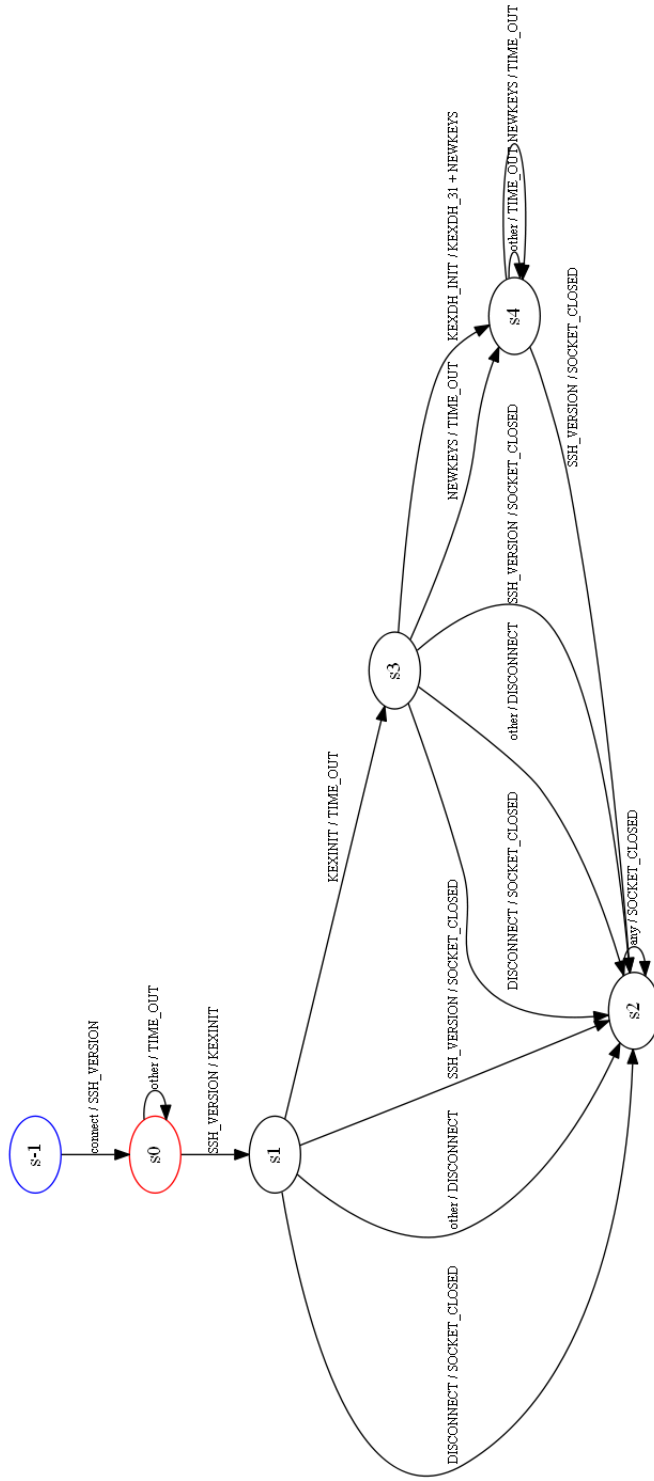 s-1
connect / SSH_VERSION
s0
other / TIME_OUT
SSH_VERSION / KEXINIT
s1
KEXINIT / TIME_OUT
SSH_VERSION / SOCKET_CLOSED
other / DISCONNECT
DISCONNECT / SOCKET_CLOSED
s3
KEXDH_INIT / KEXDH_31 + NEWKEYS
NEWKEYS / TIME_OUT
SSH_VERSION / SOCKET_CLOSED
other / DISCONNECT
DISCONNECT / SOCKET_CLOSED
s4
other / TIME_OUT
NEWKEYS / TIME_OUT
SSH_VERSION / SOCKET_CLOSED
s2
any / SOCKET_CLOSED